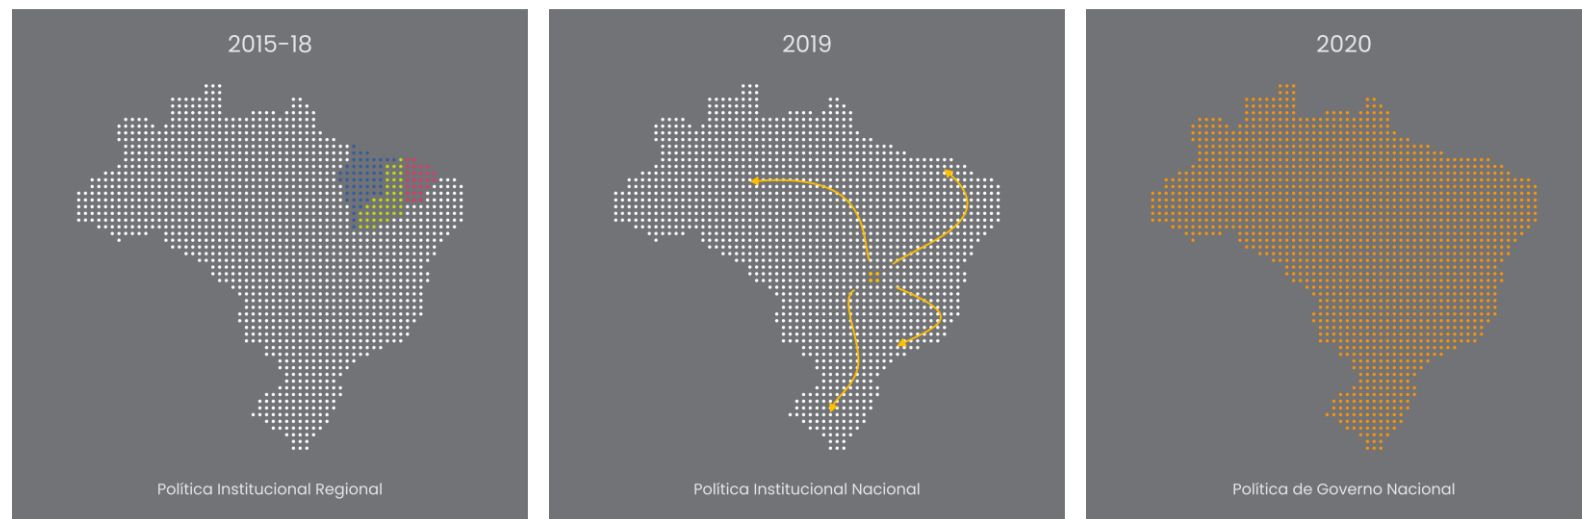 2015-18
Política Institucional Regional
2019
Política Institucional Nacional
2020
Política de Governo Nacional